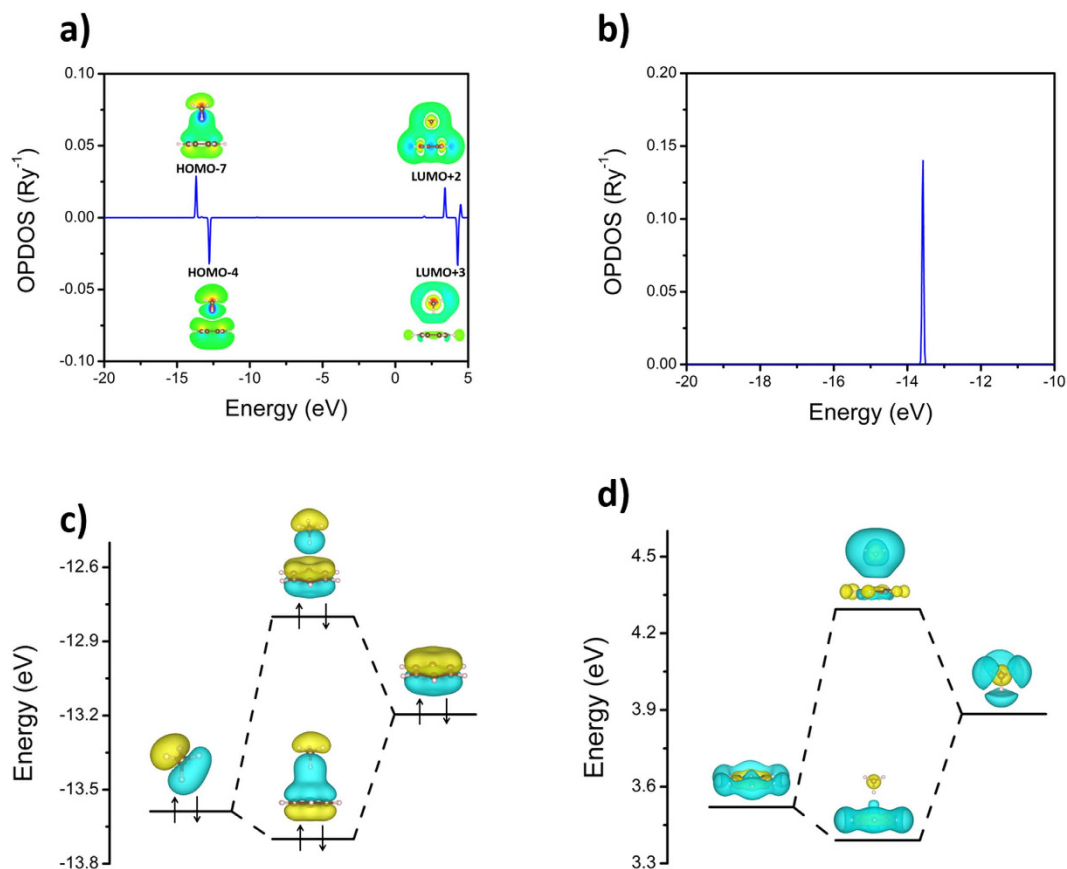 a)
0.10
0.05
0.00
-0.05
-0.10
OPDOS (Ry-1)
HOMO-7
LUMO+2
HOMO-4
LUMO+3
-20 -15 -10 -5 0 5
Energy (eV)
b)
0.20
0.15
0.10
0.05
0.00
OPDOS (Ry-1)
-20 -18 -16 -14 -12 -10
Energy (eV)
c)
-12.6
-12.9
-13.2
-13.5
-13.8
Energy (eV)
d)
4.5
4.2
3.9
3.6
3.3
Energy (eV)